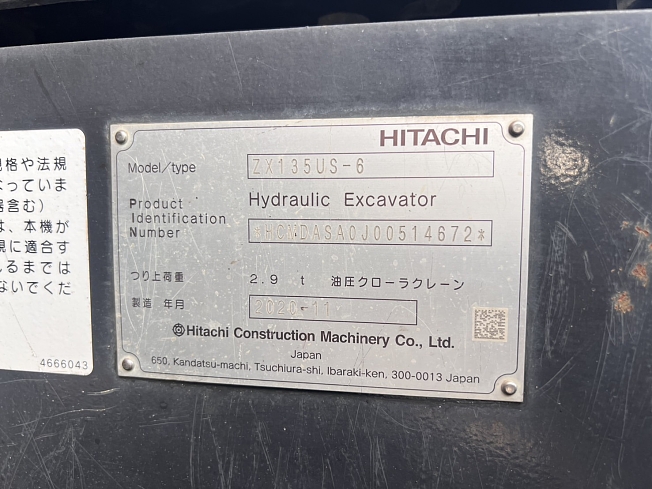 格や法規
なっていま
器含む）
は、本機が
規に適合す
れるまでは
ないでくだ
4666043
HITACHI
Model/type ZX135US-6
Product Hydraulic Excavator
Identification
Number *HCMDASA0J00514672*
つり上荷重 2.9 t 油圧クローラクレーン
製造 年月 2020-11
Hitachi Construction Machinery Co., Ltd.
Japan
650, Kandatsu-machi, Tsuchiura-shi, Ibaraki-ken, 300-0013 Japan